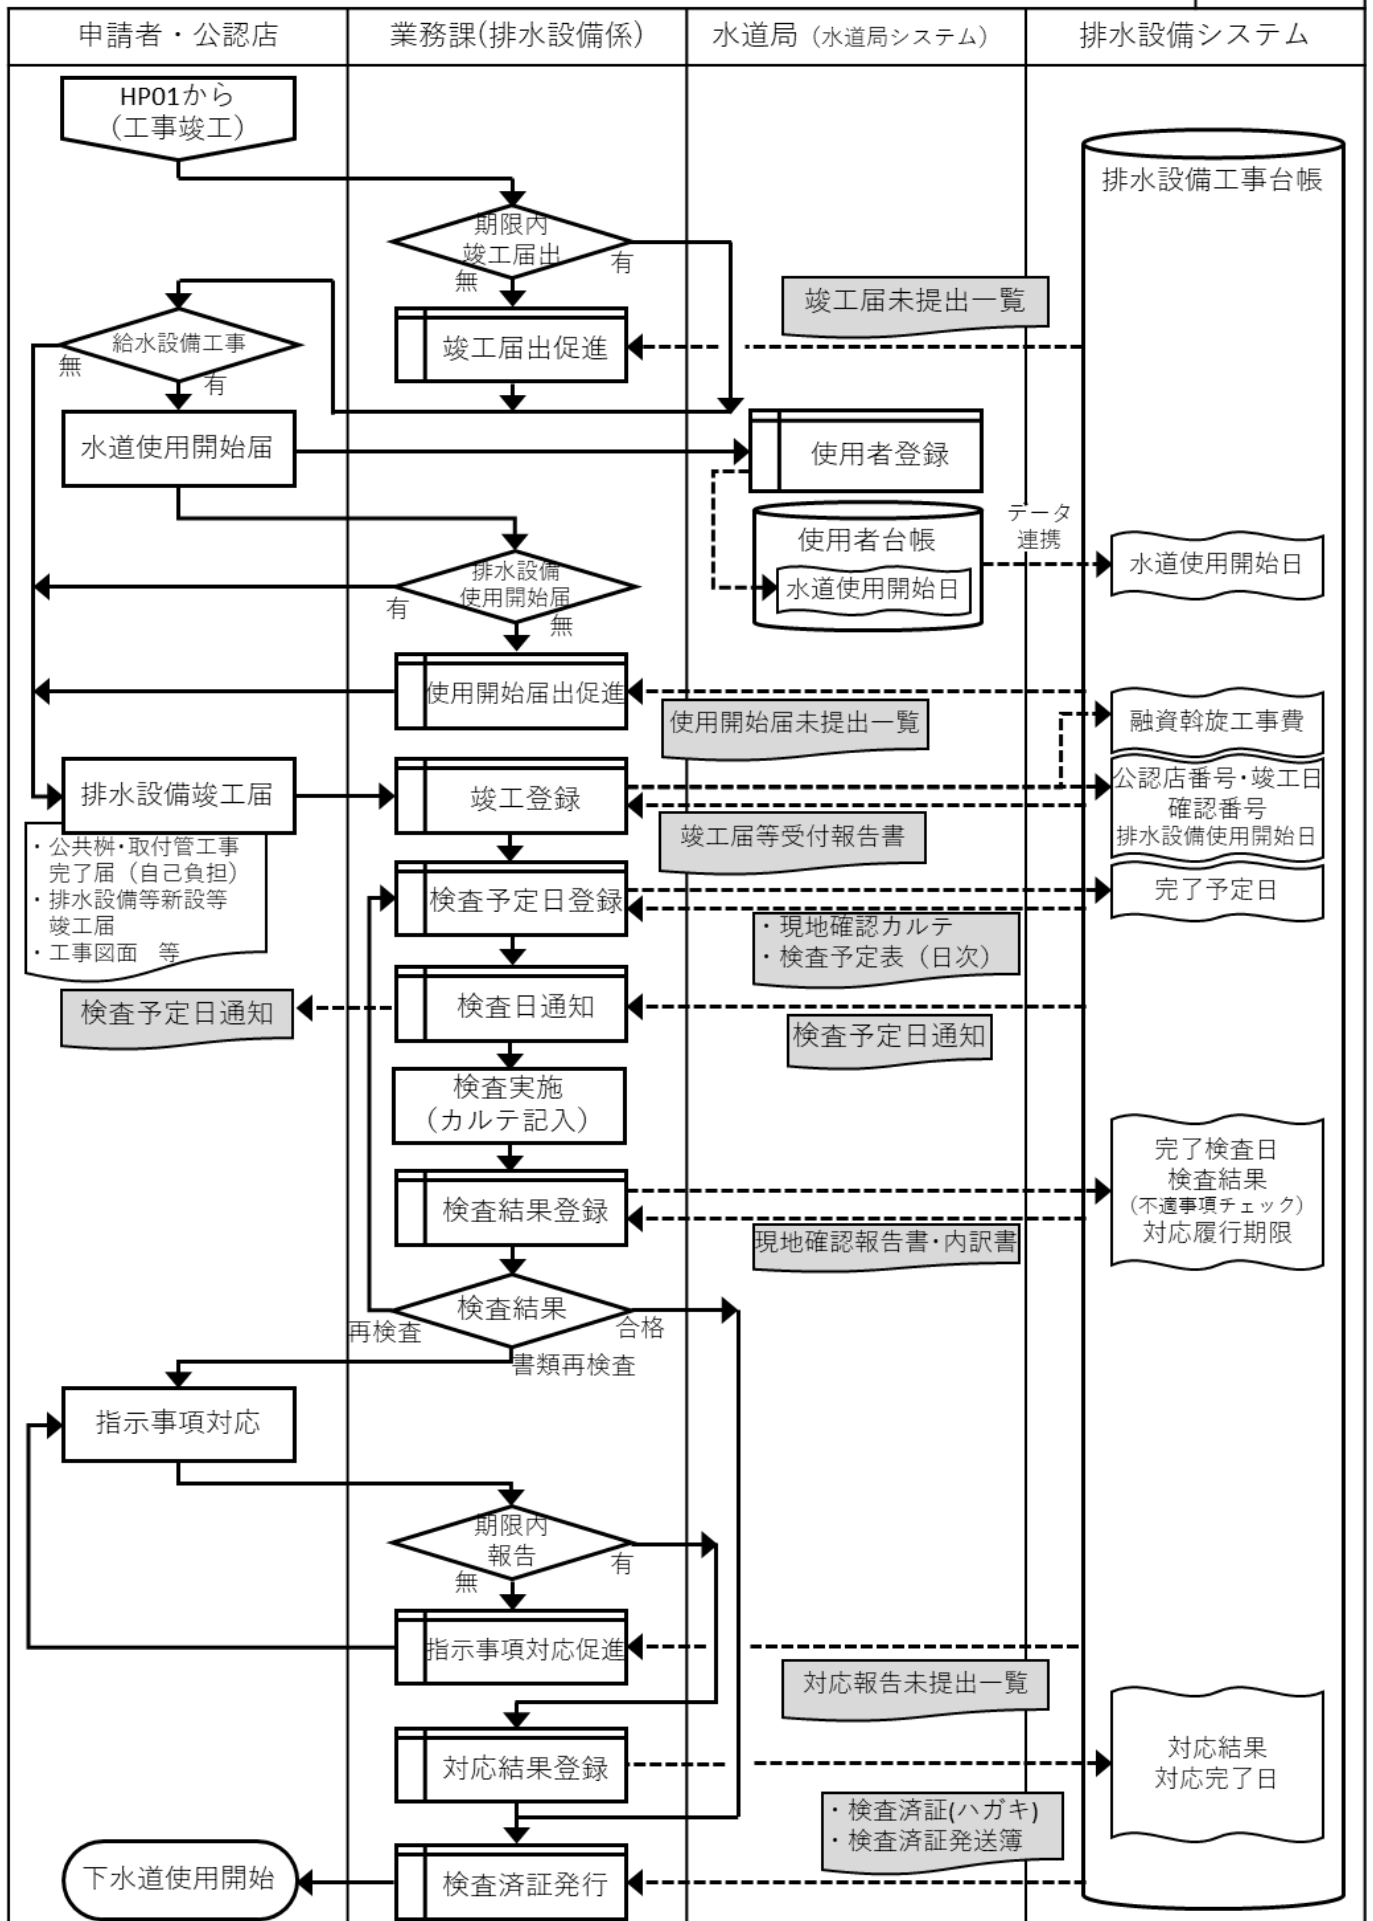 申請者・公認店
業務課(排水設備係)
水道局（水道局システム）
排水設備システム
HP01から
（工事竣工）
排水設備工事台帳
期限内
竣工届出
有
無
竣工届未提出一覧
給水設備工事
無
有
竣工届出促進
水道使用開始届
使用者登録
データ
連携
使用者台帳
水道使用開始日
水道使用開始日
排水設備
使用開始届
有
無
使用開始届出促進
使用開始届未提出一覧
融資斡旋工事費
排水設備竣工届
竣工登録
公認店番号・竣工日
確認番号
排水設備使用開始日
竣工届等受付報告書
・公共桝・取付管工事
完了届（自己負担）
・排水設備等新設等
竣工届
・工事図面　等
検査予定日登録
完了予定日
・現地確認カルテ
・検査予定表（日次）
検査予定日通知
検査日通知
検査予定日通知
検査実施
（カルテ記入）
検査結果登録
完了検査日
検査結果
（不適事項チェック）
対応履行期限
現地確認報告書・内訳書
検査結果
再検査
合格
書類再検査
指示事項対応
期限内
報告
有
無
指示事項対応促進
対応報告未提出一覧
対応結果登録
対応結果
対応完了日
・検査済証(ハガキ)
・検査済証発送簿
下水道使用開始
検査済証発行